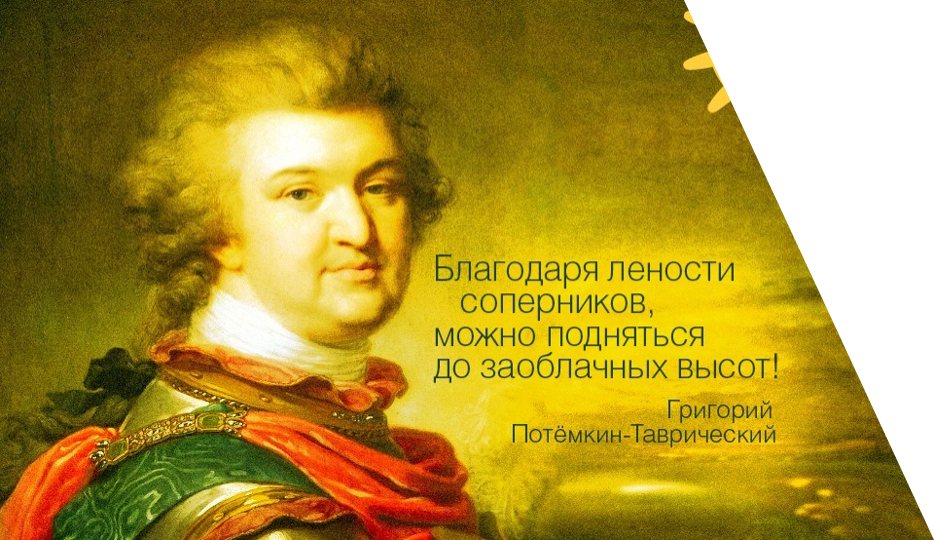 Благодаря лености
соперников,
можно подняться
до заоблачных высот!
Григорий
Потёмкин-Таврический